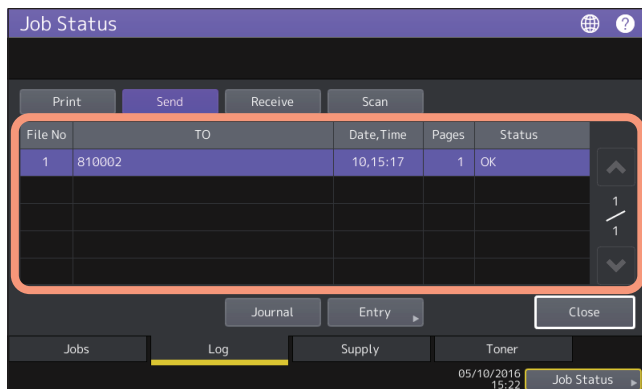 Job Status
?
Print Send Receive Scan
File No TO Date,Time Pages Status
1 810002 10,15:17 1 OK
1
1
Journal Entry Close
Jobs Log Supply Toner
05/10/2016
15:22 Job Status